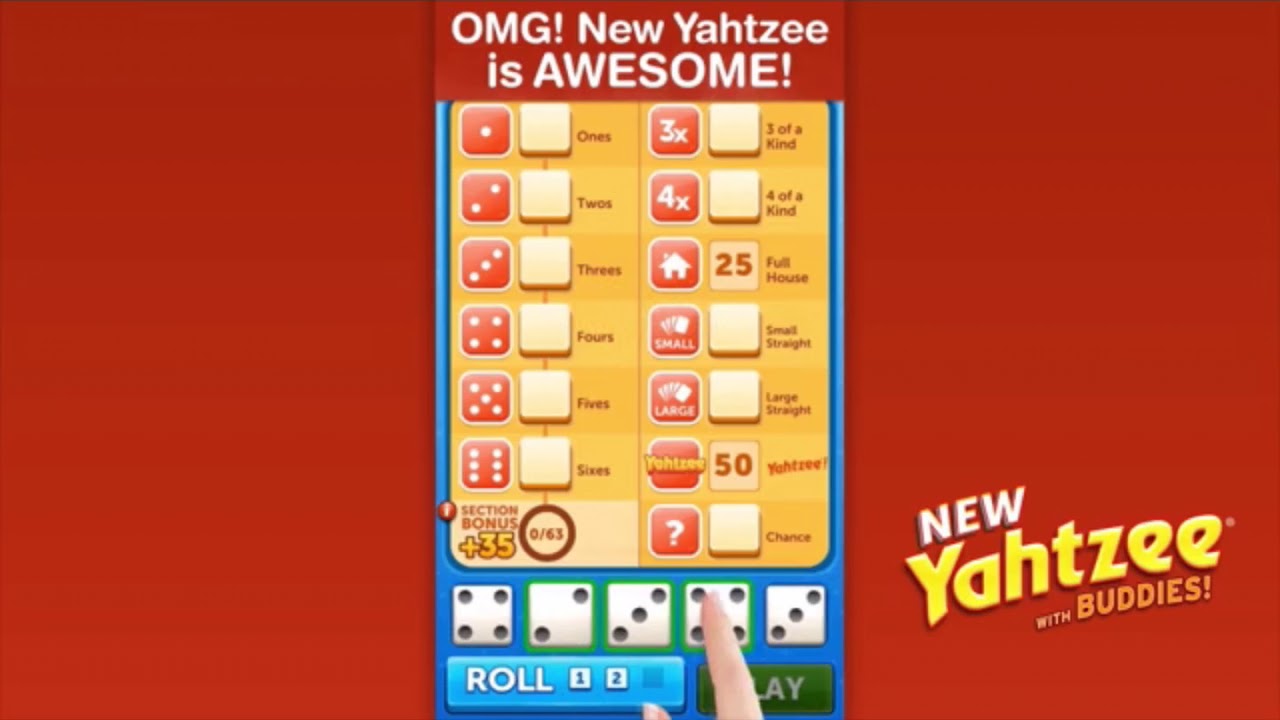 OMG! New Yahtzee
is AWESOME!
Ones
3x
3 of a
Kind
Twos
4x
4 of a
Kind
Threes
25
Full
House
Fours
SMALL
Small
Straight
Fives
LARGE
Large
Straight
Sixes
Yahtzee
50
Yahtzee!
! SECTION
BONUS
+35
0/63
?
Chance
ROLL 1 2
LAY
NEW
Yahtzee®
WITH BUDDIES!